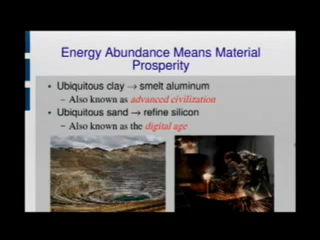 Energy Abundance Means Material
Prosperity
• Ubiquitous clay → smelt aluminum
– Also known as advanced civilization
• Ubiquitous sand → refine silicon
– Also known as the digital age